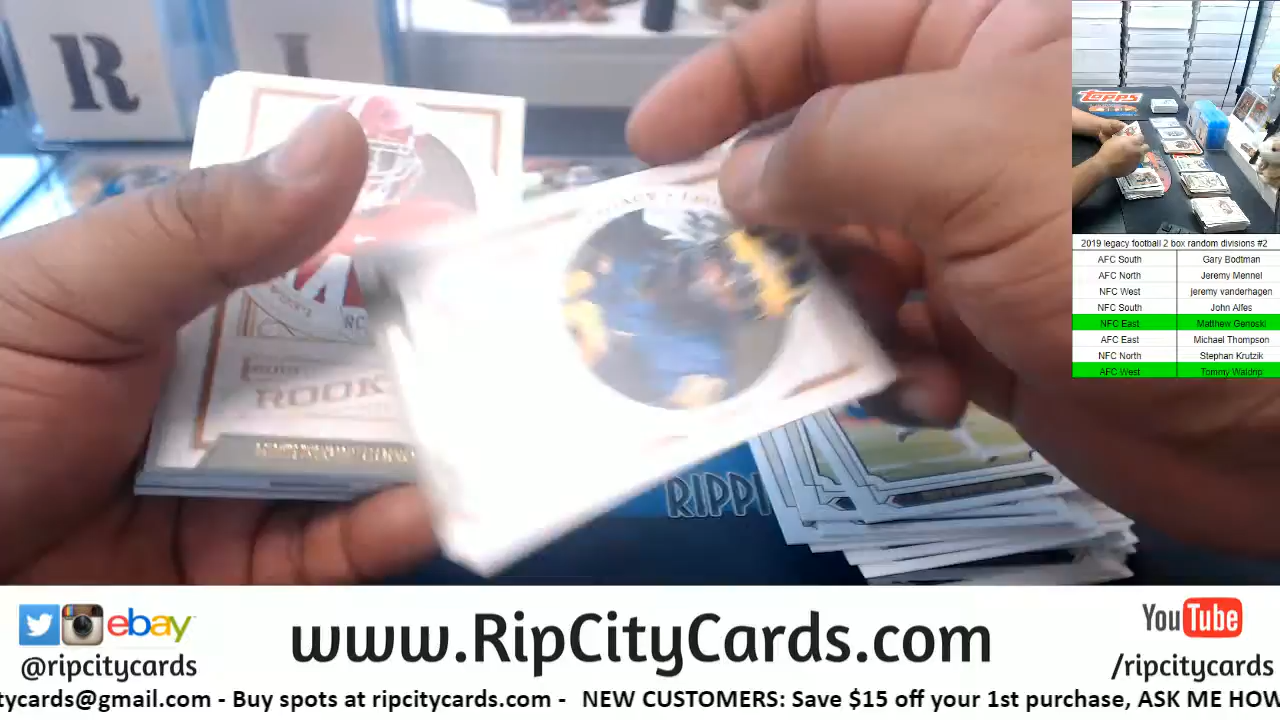 R I
Topps
RC
ROOK
RIPPI
2019 legacy football 2 box random divisions #2
AFC South Gary Bodtman
AFC North Jeremy Mennel
NFC West jeremy vanderhagen
NFC South John Alfes
NFC East Matthew Genoski
AFC East Michael Thompson
NFC North Stephan Krutzik
AFC West Tommy Waldrip
ebay
@ripcitycards
www.RipCityCards.com
YouTube
/ripcitycards
tycards@gmail.com - Buy spots at ripcitycards.com - NEW CUSTOMERS: Save $15 off your 1st purchase, ASK ME HOW